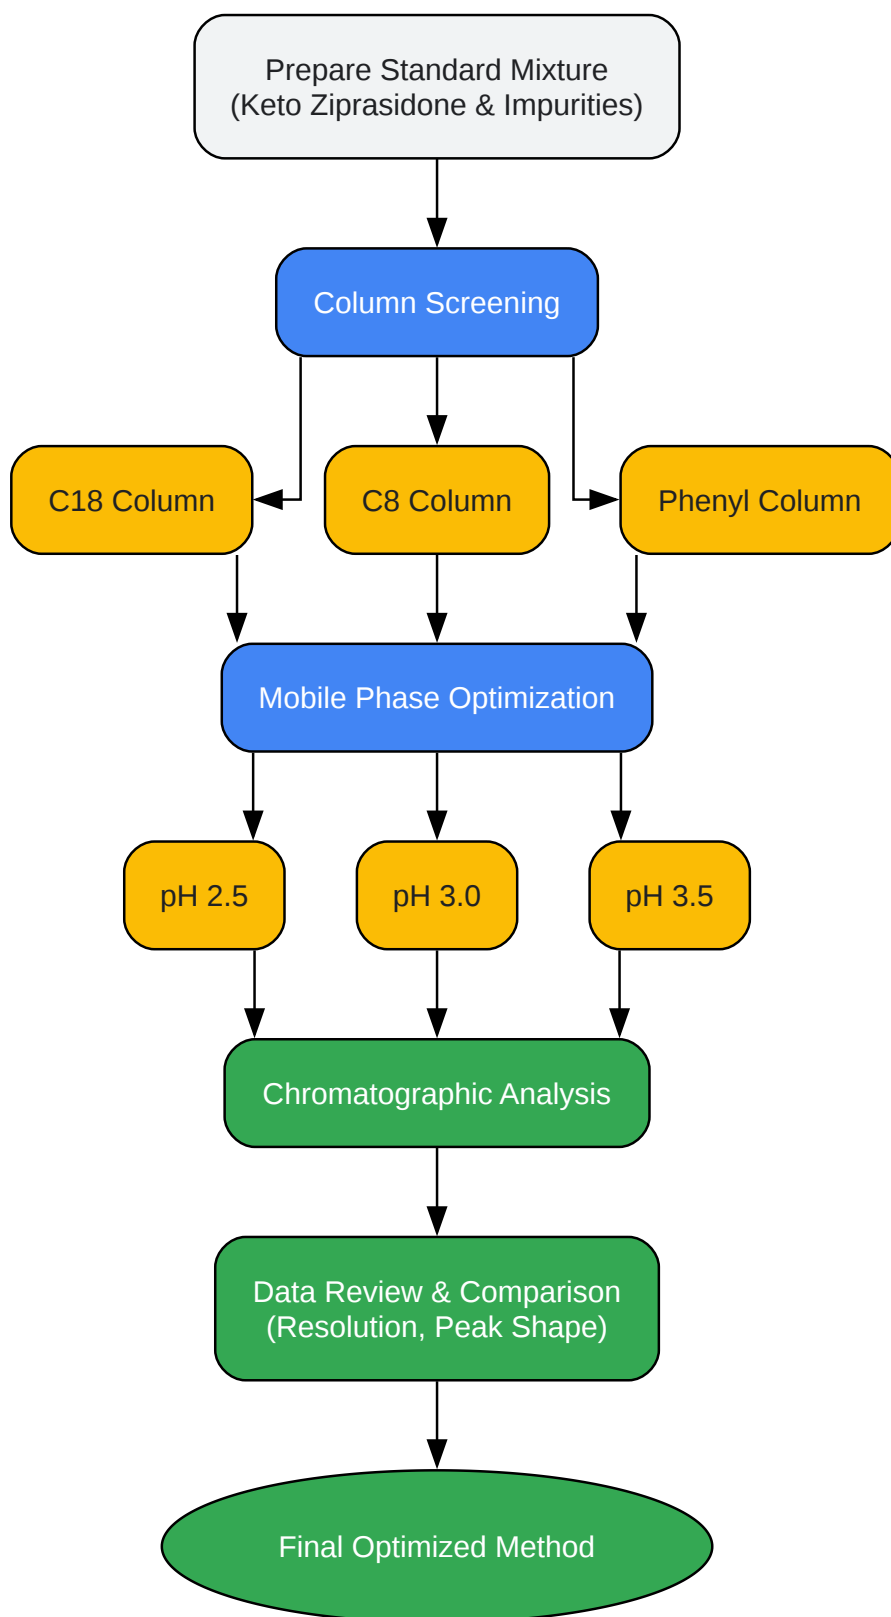 Prepare Standard Mixture
(Keto Ziprasidone & Impurities)
Column Screening
C18 Column
C8 Column
Phenyl Column
Mobile Phase Optimization
pH 2.5
pH 3.0
pH 3.5
Chromatographic Analysis
Data Review & Comparison
(Resolution, Peak Shape)
Final Optimized Method